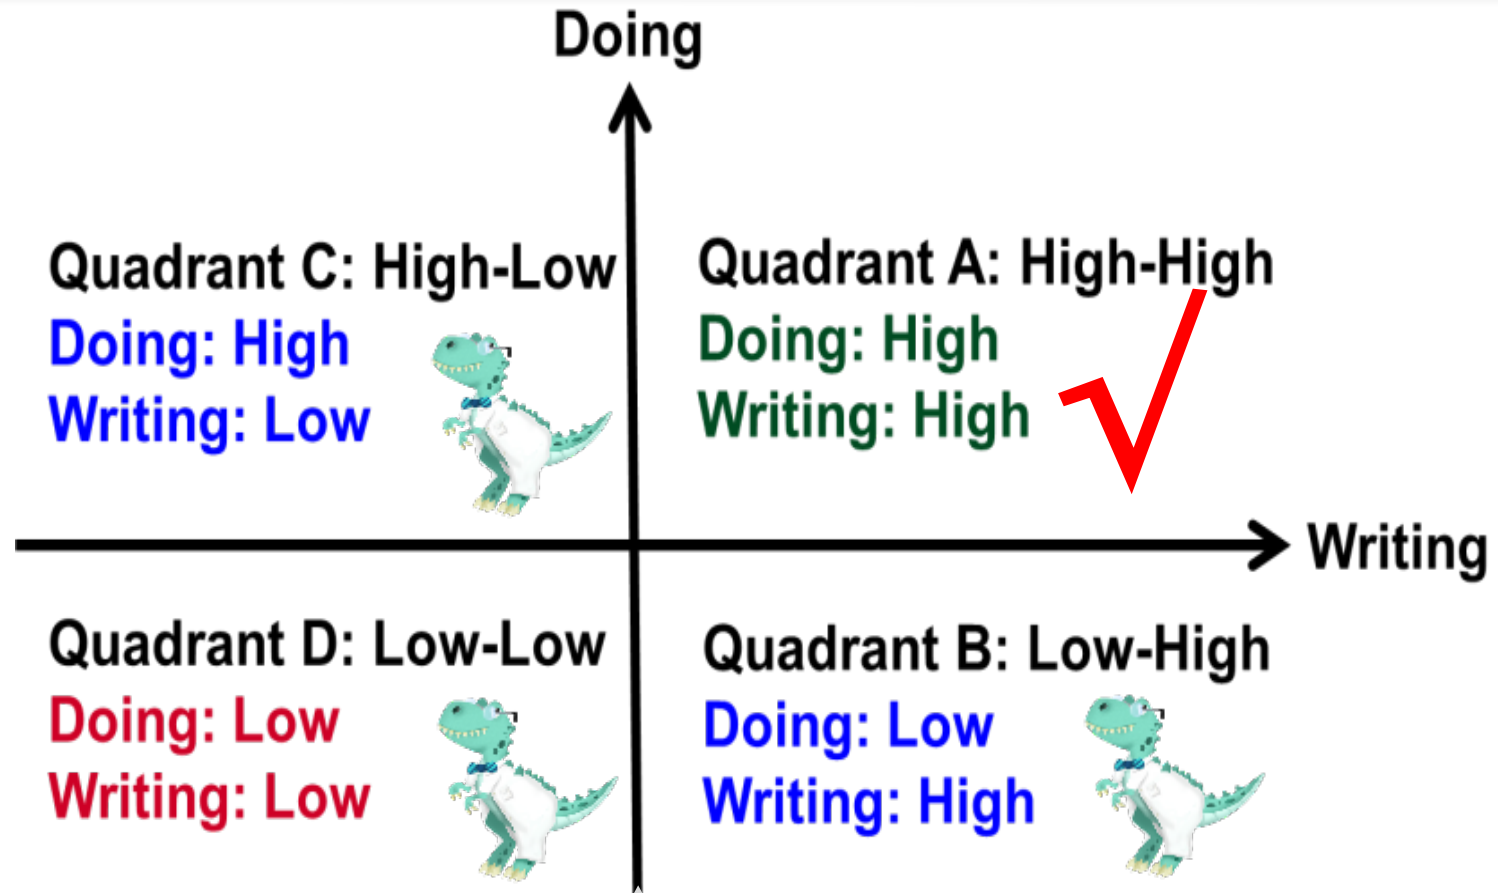 Doing
Quadrant C: High-Low
Doing: High
Writing: Low
Quadrant A: High-High
Doing: High
Writing: High
Writing
Quadrant D: Low-Low
Doing: Low
Writing: Low
Quadrant B: Low-High
Doing: Low
Writing: High